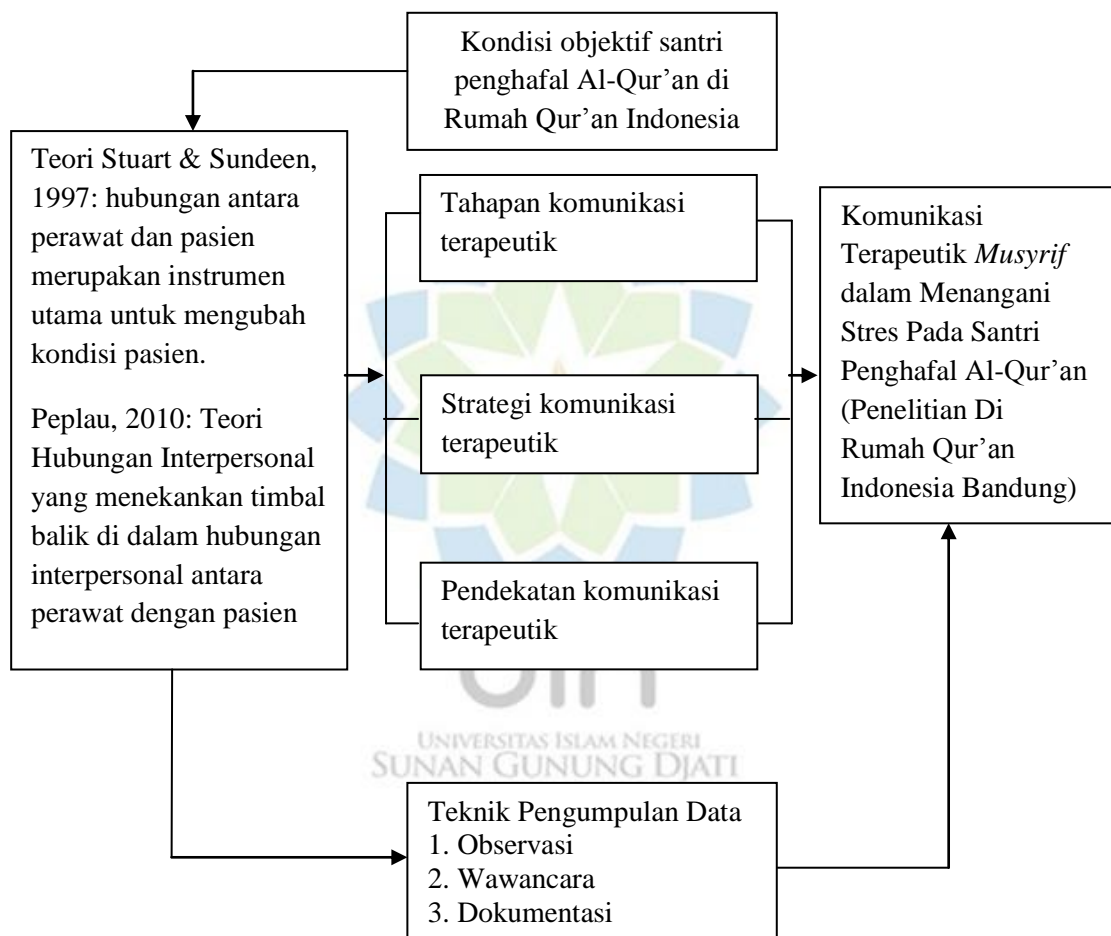 Kondisi objektif santri
penghafal Al-Qur'an di
Rumah Qur'an Indonesia
Teori Stuart & Sundeen,
1997: hubungan antara
perawat dan pasien
merupakan instrumen
utama untuk mengubah
kondisi pasien.
Peplau, 2010: Teori
Hubungan Interpersonal
yang menekankan timbal
balik di dalam hubungan
interpersonal antara
perawat dengan pasien
Tahapan komunikasi
terapeutik
Strategi komunikasi
terapeutik
Pendekatan komunikasi
terapeutik
Komunikasi
Terapeutik Musyrif
dalam Menangani
Stres Pada Santri
Penghafal Al-Qur'an
(Penelitian Di
Rumah Qur'an
Indonesia Bandung)
UNIVERSITAS ISLAM NEGERI
SUNAN GUNUNG DJATI
Teknik Pengumpulan Data
1. Observasi
2. Wawancara
3. Dokumentasi